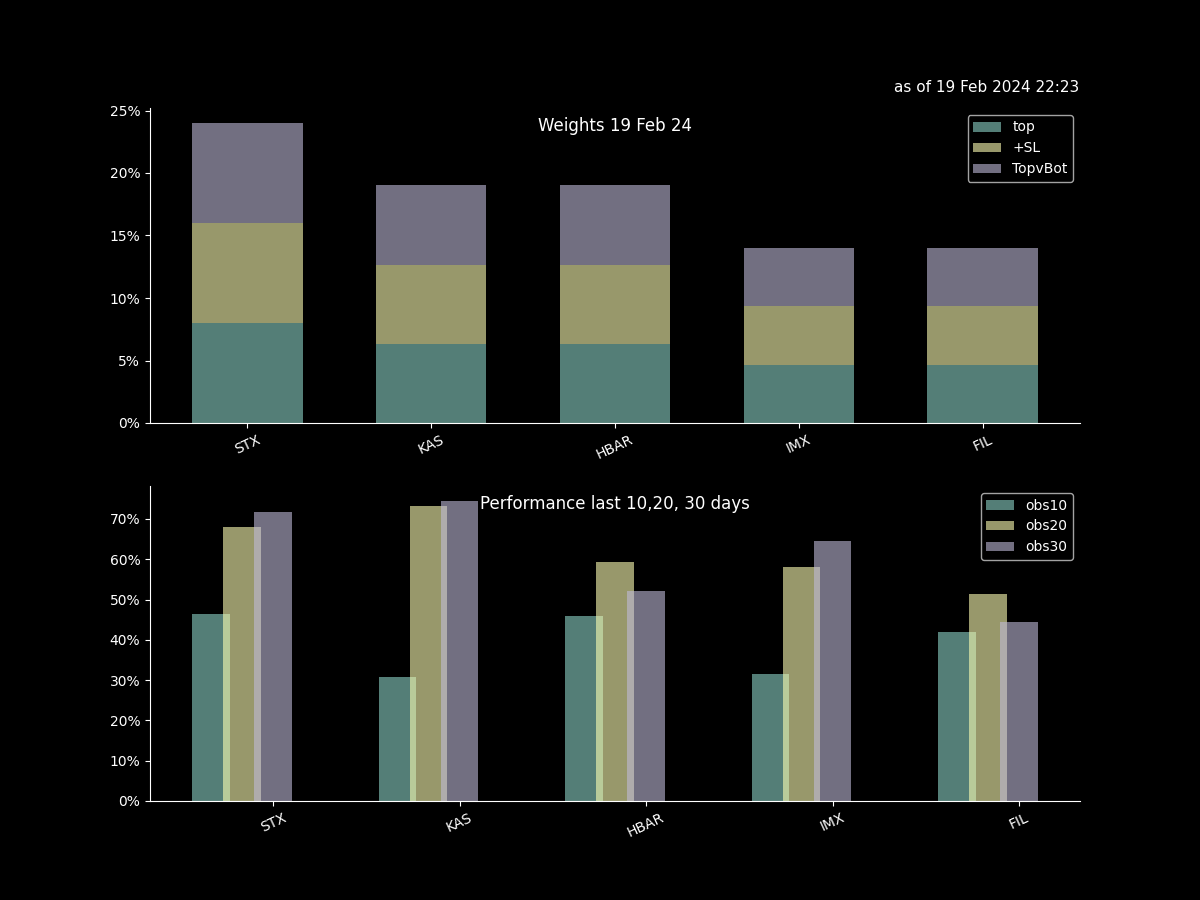 as of 19 Feb 2024 22:23
Weights 19 Feb 24
top
+SL
TopvBot
25%
20%
15%
10%
5%
0%
STX KAS HBAR IMX FIL
Performance last 10,20, 30 days
obs10
obs20
obs30
70%
60%
50%
40%
30%
20%
10%
0%
STX KAS HBAR IMX FIL